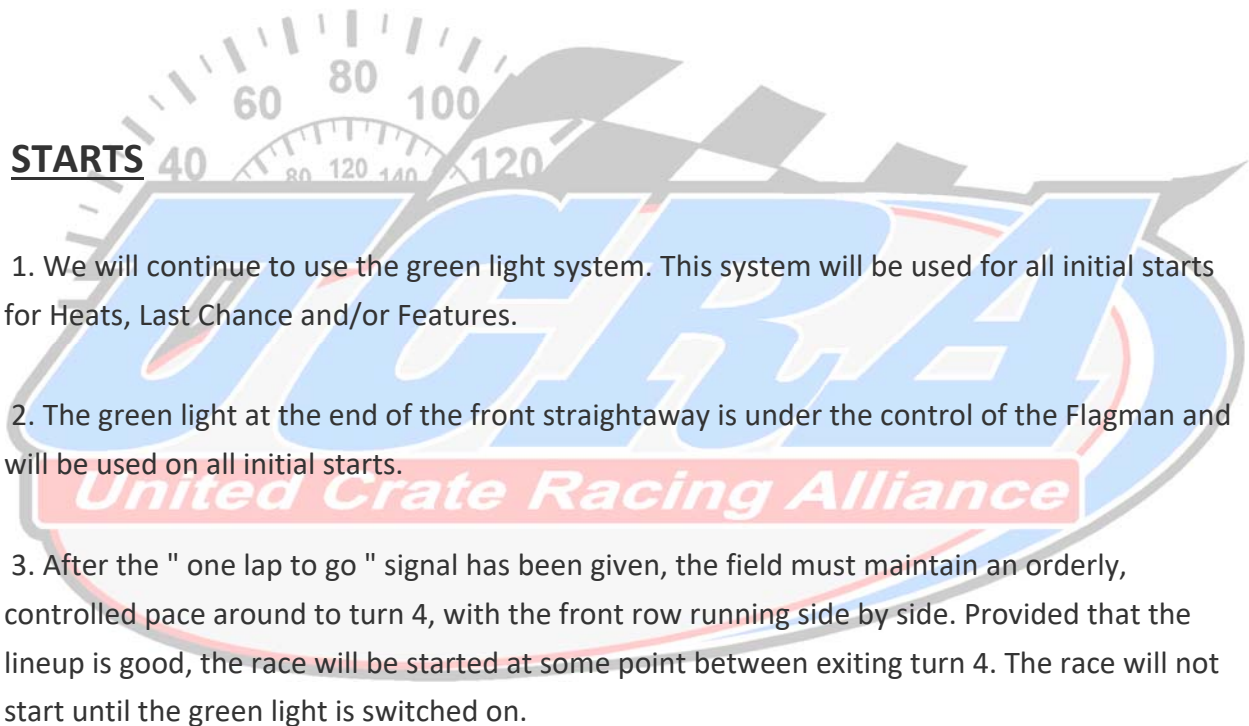 60 80 100
STARTS 40 80 120 140 120
1. We will continue to use the green light system. This system will be used for all initial starts
for Heats, Last Chance and/or Features.
2. The green light at the end of the front straightaway is under the control of the Flagman and
will be used on all initial starts.
UCRA
United Crate Racing Alliance
3. After the " one lap to go " signal has been given, the field must maintain an orderly,
controlled pace around to turn 4, with the front row running side by side. Provided that the
lineup is good, the race will be started at some point between exiting turn 4. The race will not
start until the green light is switched on.